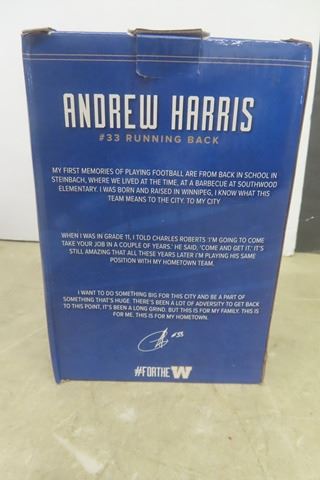 ANDREW HARRIS
#33 RUNNING BACK
MY FIRST MEMORIES OF PLAYING FOOTBALL ARE FROM BACK IN SCHOOL IN
STEINBACH, WHERE WE LIVED AT THE TIME, AT A BARBECUE AT SOUTHWOOD
ELEMENTARY. I WAS BORN AND RAISED IN WINNIPEG, I KNOW WHAT THIS
TEAM MEANS TO THE CITY. TO MY CITY
WHEN I WAS IN GRADE 11, I TOLD CHARLES ROBERTS 'I'M GOING TO COME
TAKE YOUR JOB IN A COUPLE OF YEARS.' HE SAID, 'COME AND GET IT.' IT'S
STILL AMAZING THAT ALL THESE YEARS LATER I'M PLAYING HIS SAME
POSITION WITH MY HOMETOWN TEAM.
I WANT TO DO SOMETHING BIG FOR THIS CITY AND BE A PART OF
SOMETHING THAT'S HUGE. THERE'S BEEN A LOT OF ADVERSITY TO GET BACK
TO THIS POINT, IT'S BEEN A LONG GRIND. BUT THIS IS FOR MY FAMILY. THIS IS
FOR ME. THIS IS FOR MY HOMETOWN.
#33
#FORTHEW